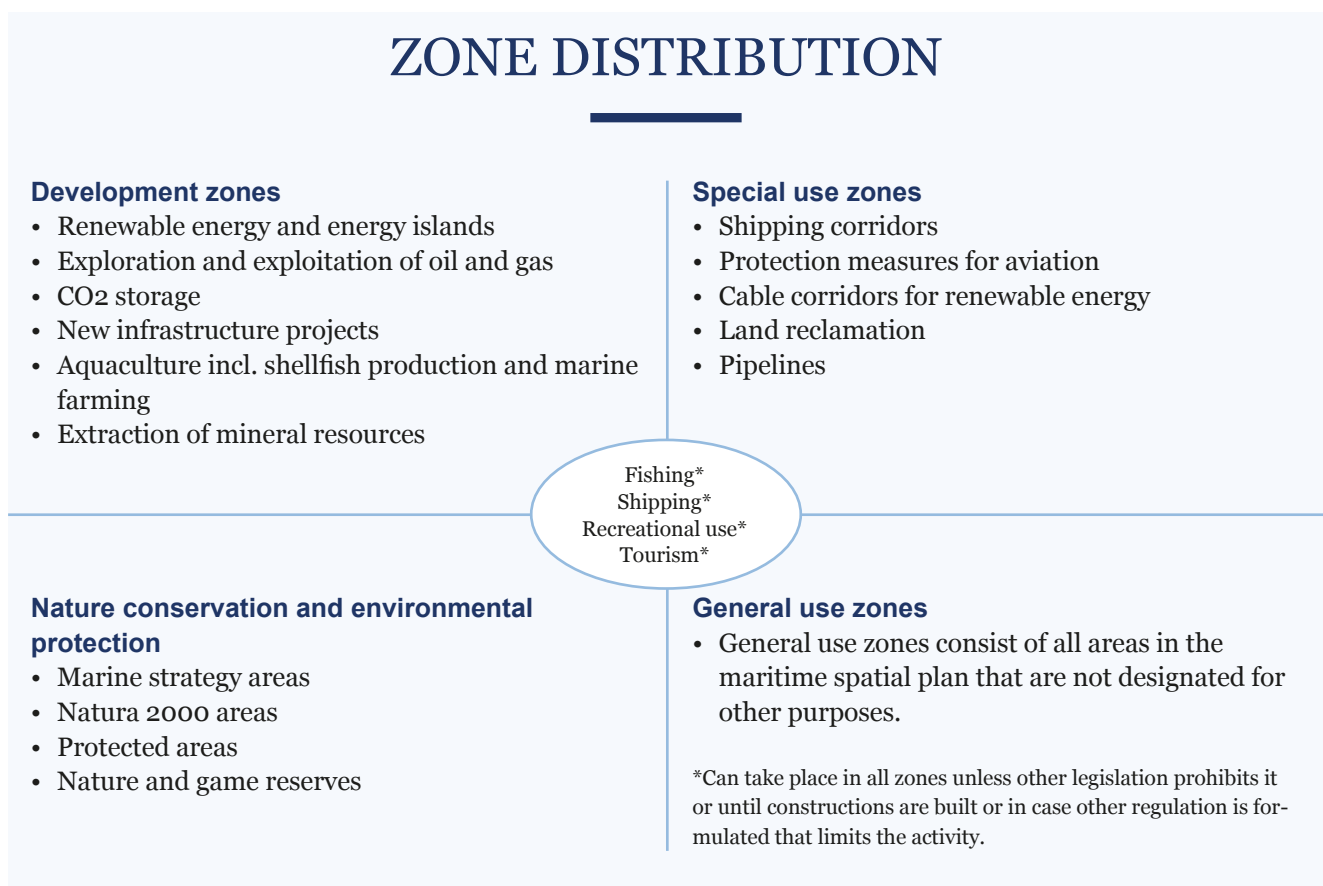 ZONE DISTRIBUTION
Development zones
• Renewable energy and energy islands
• Exploration and exploitation of oil and gas
• CO2 storage
• New infrastructure projects
• Aquaculture incl. shellfish production and marine
farming
• Extraction of mineral resources
Special use zones
• Shipping corridors
• Protection measures for aviation
• Cable corridors for renewable energy
• Land reclamation
• Pipelines
Fishing*
Shipping*
Recreational use*
Tourism*
Nature conservation and environmental
protection
• Marine strategy areas
• Natura 2000 areas
• Protected areas
• Nature and game reserves
General use zones
• General use zones consist of all areas in the
maritime spatial plan that are not designated for
other purposes.
*Can take place in all zones unless other legislation prohibits it
or until constructions are built or in case other regulation is for-
mulated that limits the activity.